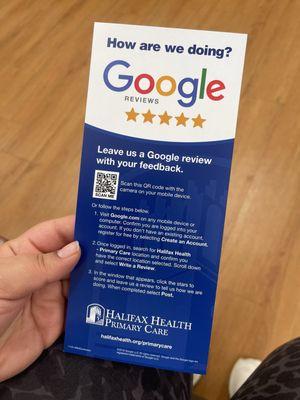 How are we doing?
Google
REVIEWS
Leave us a Google review
with your feedback.
SCAN ME
Scan this QR code with the
camera on your mobile device.
Or follow the steps below.
1. Visit Google.com on any mobile device or
computer. Confirm you are logged into your
account. If you don't have an existing account,
register for free by selecting Create an Account.
2. Once logged in, search for Halifax Health
- Primary Care location and confirm you
have the correct location selected. Scroll down
and select Write a Review.
3. In the window that appears, click the stars to
score and leave us a review to tell us how we are
doing. When completed select Post.
HALIFAX HEALTH
PRIMARY CARE
halifaxhealth.org/primarycare